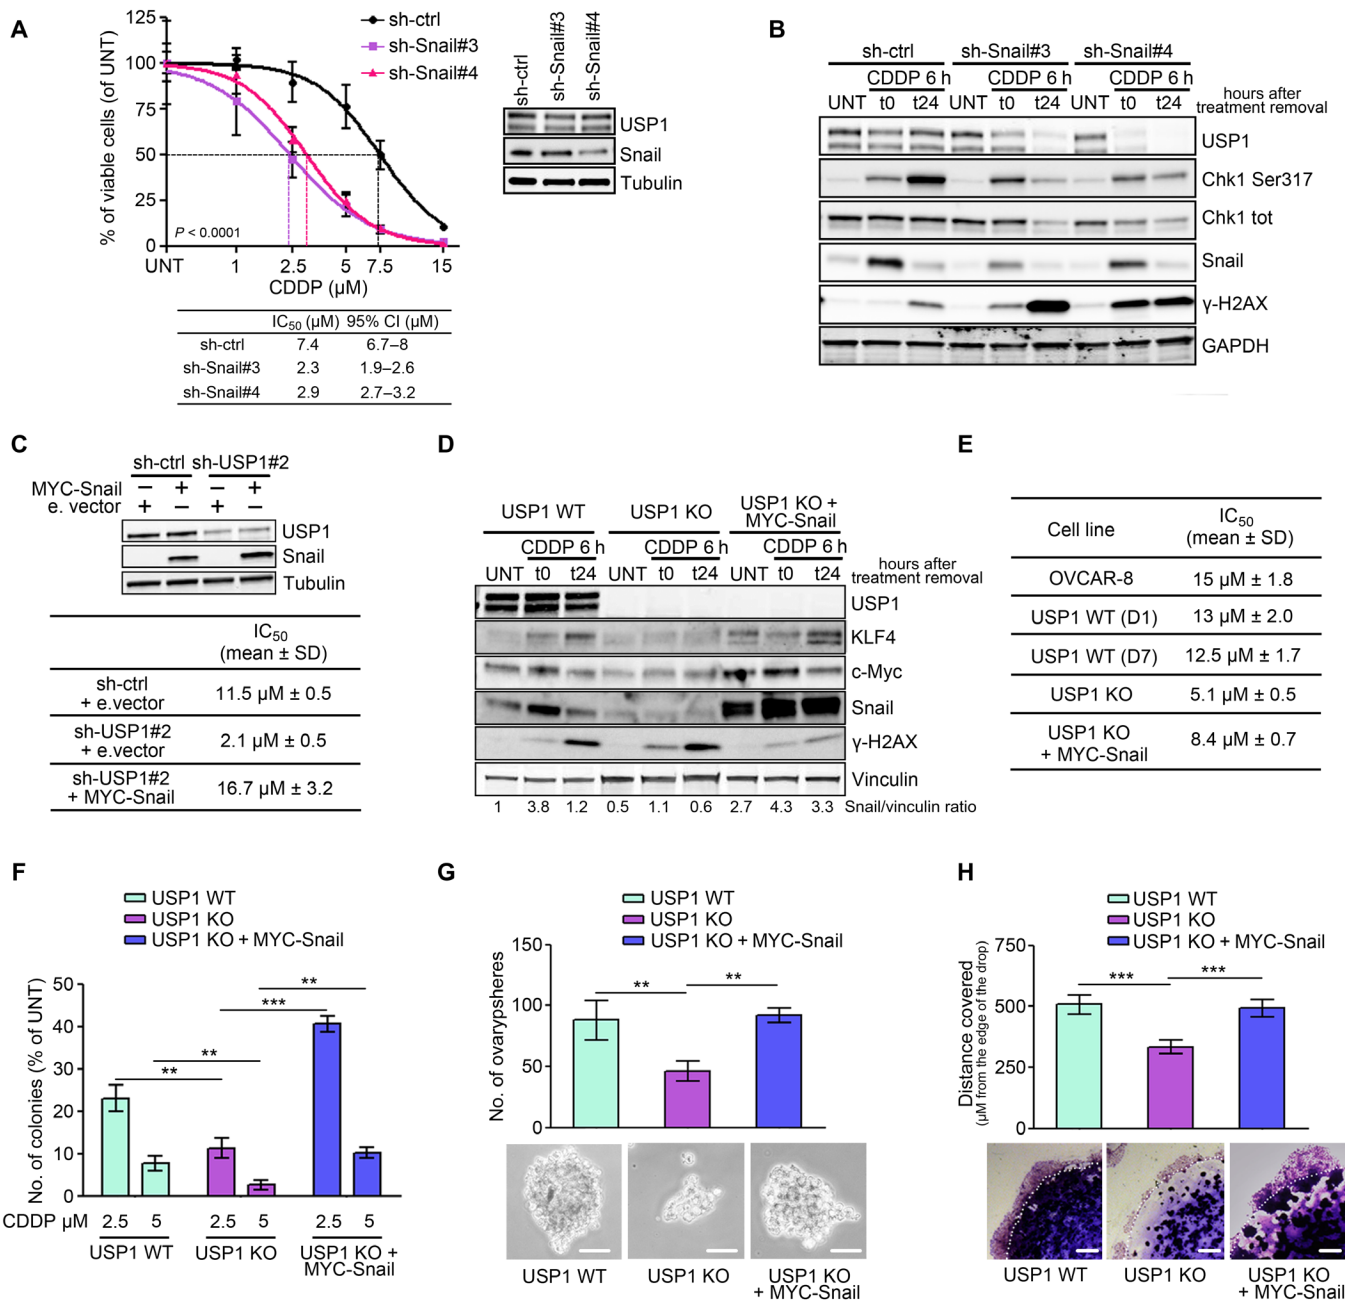 A
% of viable cells (of UNT)
125
100
75
50
25
0
sh-ctrl
sh-Snail#3
sh-Snail#4
P < 0.0001
UNT 1 2.5 5 7.5 15
CDDP (µM)
sh-ctrl
sh-Snail#3
sh-Snail#4
USP1
Snail
Tubulin
IC50 (µM) 95% CI (µM)
sh-ctrl 7.4 6.7–8
sh-Snail#3 2.3 1.9–2.6
sh-Snail#4 2.9 2.7–3.2
B
sh-ctrl sh-Snail#3 sh-Snail#4
CDDP 6 h CDDP 6 h CDDP 6 h
UNT t0 t24 UNT t0 t24 UNT t0 t24
hours after
treatment removal
USP1
Chk1 Ser317
Chk1 tot
Snail
γ-H2AX
GAPDH
C
sh-ctrl sh-USP1#2
MYC-Snail − + − +
e. vector + − + −
USP1
Snail
Tubulin
IC50
(mean ± SD)
sh-ctrl
+ e.vector
11.5 µM ± 0.5
sh-USP1#2
+ e.vector
2.1 µM ± 0.5
sh-USP1#2
+ MYC-Snail
16.7 µM ± 3.2
D
USP1 WT USP1 KO USP1 KO +
MYC-Snail
CDDP 6 h CDDP 6 h CDDP 6 h
UNT t0 t24 UNT t0 t24 UNT t0 t24
hours after
treatment removal
USP1
KLF4
c-Myc
Snail
γ-H2AX
Vinculin
1 3.8 1.2 0.5 1.1 0.6 2.7 4.3 3.3 Snail/vinculin ratio
E
Cell line
IC50
(mean ± SD)
OVCAR-8 15 µM ± 1.8
USP1 WT (D1) 13 µM ± 2.0
USP1 WT (D7) 12.5 µM ± 1.7
USP1 KO 5.1 µM ± 0.5
USP1 KO
+ MYC-Snail
8.4 µM ± 0.7
F
USP1 WT
USP1 KO
USP1 KO + MYC-Snail
No. of colonies (% of UNT)
50
40
30
20
10
0
**
***
**
**
CDDP µM 2.5 5 2.5 5 2.5 5
USP1 WT USP1 KO USP1 KO +
MYC-Snail
G
USP1 WT
USP1 KO
USP1 KO + MYC-Snail
No. of ovaryspheres
150
100
50
0
** **
USP1 WT USP1 KO USP1 KO
+ MYC-Snail
H
USP1 WT
USP1 KO
USP1 KO + MYC-Snail
Distance covered
(µM from the edge of the drop)
750
500
250
0
*** ***
USP1 WT USP1 KO USP1 KO
+ MYC-Snail